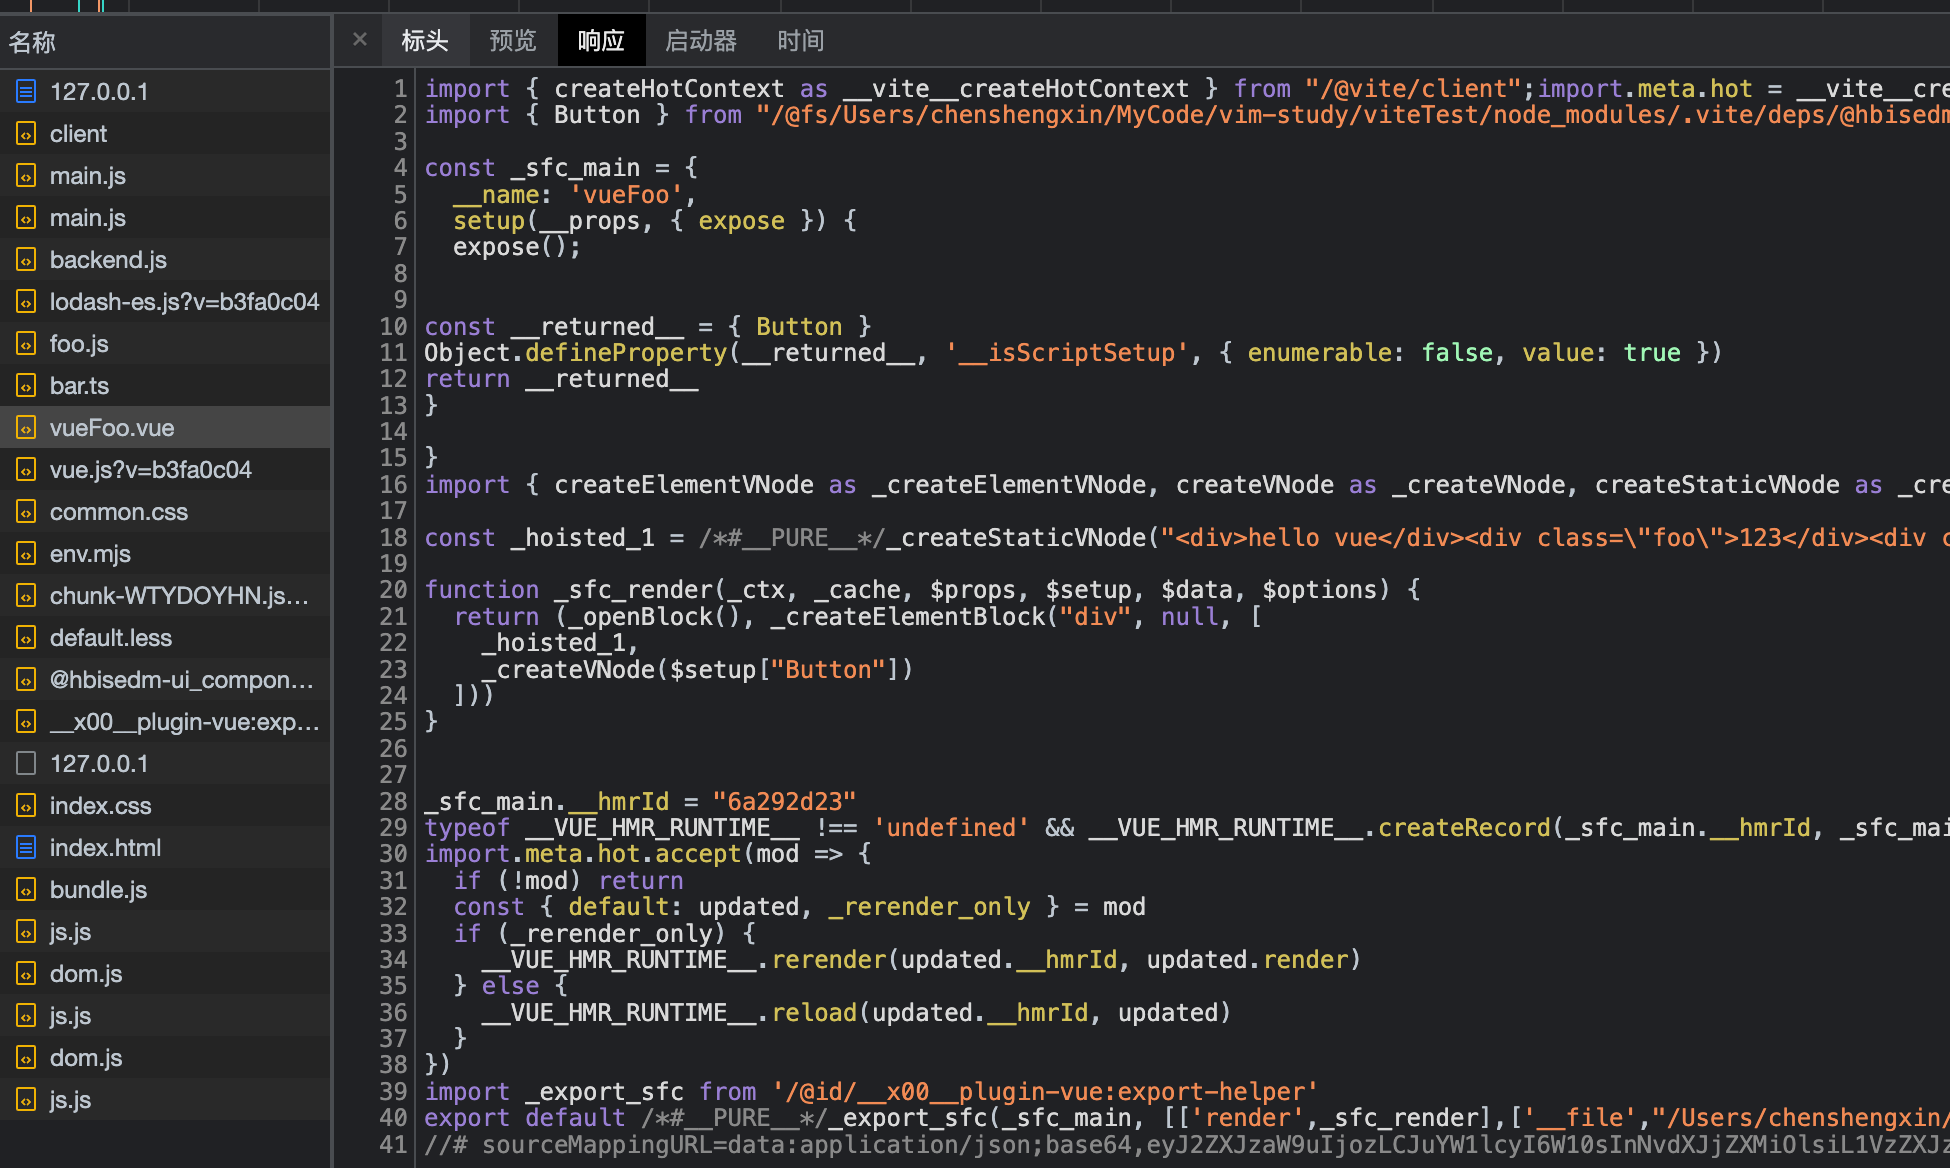 名称
127.0.0.1
client
main.js
main.js
backend.js
lodash-es.js?v=b3fa0c04
foo.js
bar.ts
vueFoo.vue
vue.js?v=b3fa0c04
common.css
env.mjs
chunk-WTYDOYHN.js...
default.less
@hbisedm-ui_compon...
__x00__plugin-vue:exp...
127.0.0.1
index.css
index.html
bundle.js
js.js
dom.js
js.js
dom.js
js.js
× 标头 预览 响应 启动器 时间
1 import { createHotContext as __vite__createHotContext } from "/@vite/client";import.meta.hot = __vite__cre
2 import { Button } from "/@fs/Users/chenshengxin/MyCode/vim-study/viteTest/node_modules/.vite/deps/@hbisedm
3
4 const _sfc_main = {
5   __name: 'vueFoo',
6   setup(__props, { expose }) {
7   expose();
8
9
10 const __returned__ = { Button }
11 Object.defineProperty(__returned__, '__isScriptSetup', { enumerable: false, value: true })
12 return __returned__
13 }
14
15 }
16 import { createElementVNode as _createElementVNode, createVNode as _createVNode, createStaticVNode as _cre
17
18 const _hoisted_1 = /*#__PURE__*/_createStaticVNode("<div>hello vue</div><div class=\"foo\">123</div><div c
19
20 function _sfc_render(_ctx, _cache, $props, $setup, $data, $options) {
21   return (_openBlock(), _createElementBlock("div", null, [
22     _hoisted_1,
23     _createVNode($setup["Button"])
24   ]))
25 }
26
27
28 _sfc_main.__hmrId = "6a292d23"
29 typeof __VUE_HMR_RUNTIME__ !== 'undefined' && __VUE_HMR_RUNTIME__.createRecord(_sfc_main.__hmrId, _sfc_mai
30 import.meta.hot.accept(mod => {
31   if (!mod) return
32   const { default: updated, _rerender_only } = mod
33   if (_rerender_only) {
34     __VUE_HMR_RUNTIME__.rerender(updated.__hmrId, updated.render)
35   } else {
36     __VUE_HMR_RUNTIME__.reload(updated.__hmrId, updated)
37   }
38 })
39 import _export_sfc from '/@id/__x00__plugin-vue:export-helper'
40 export default /*#__PURE__*/_export_sfc(_sfc_main, [['render',_sfc_render],['__file',"/Users/chenshengxin/
41 //# sourceMappingURL=data:application/json;base64,eyJ2ZXJzaW9uIjozLCJuYW1lcyI6W10sInNvdXJjZXMiOlsiL1VzZXJz